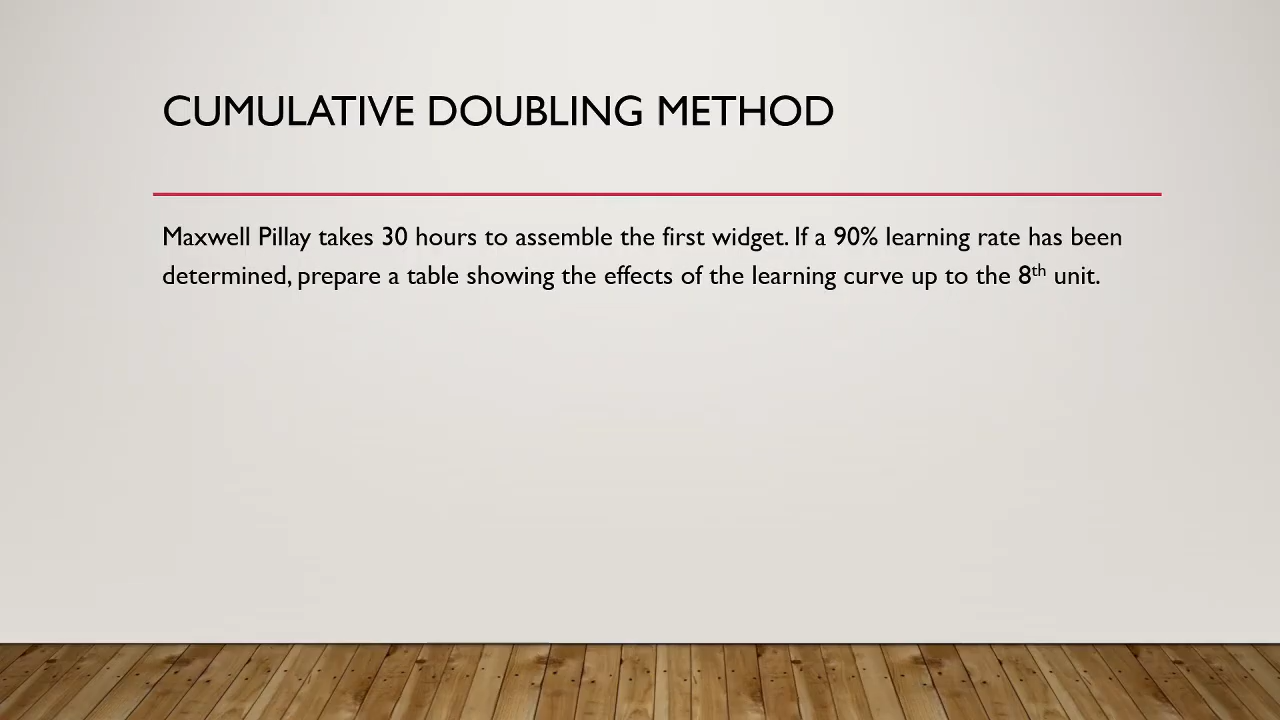 CUMULATIVE DOUBLING METHOD
Maxwell Pillay takes 30 hours to assemble the first widget. If a 90% learning rate has been
determined, prepare a table showing the effects of the learning curve up to the 8th unit.